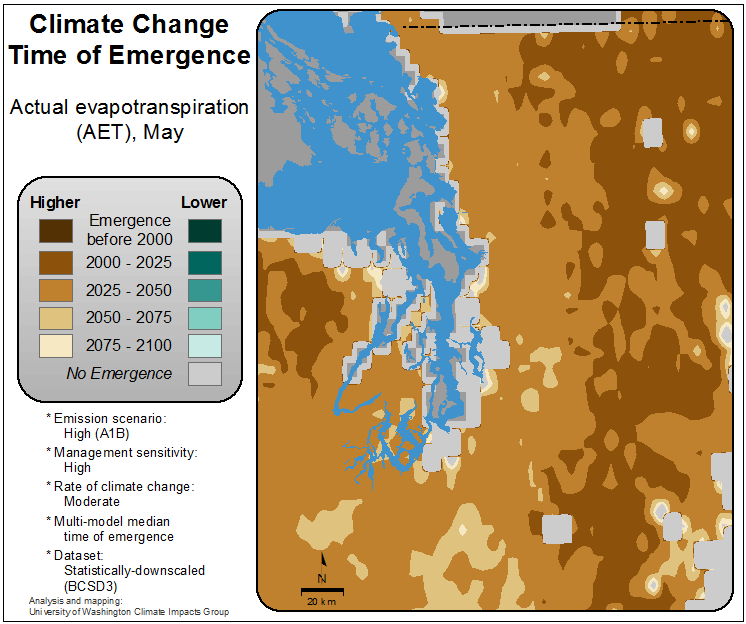 Climate Change
Time of Emergence
Actual evapotranspiration
(AET), May
Higher
Lower
Emergence
before 2000
2000 - 2025
2025 - 2050
2050 - 2075
2075 - 2100
No Emergence
* Emission scenario:
High (A1B)
* Management sensitivity:
High
* Rate of climate change:
Moderate
* Multi-model median
time of emergence
* Dataset:
Statistically-downscaled
(BCSD3)
Analysis and mapping:
University of Washington Climate Impacts Group
N
20 km